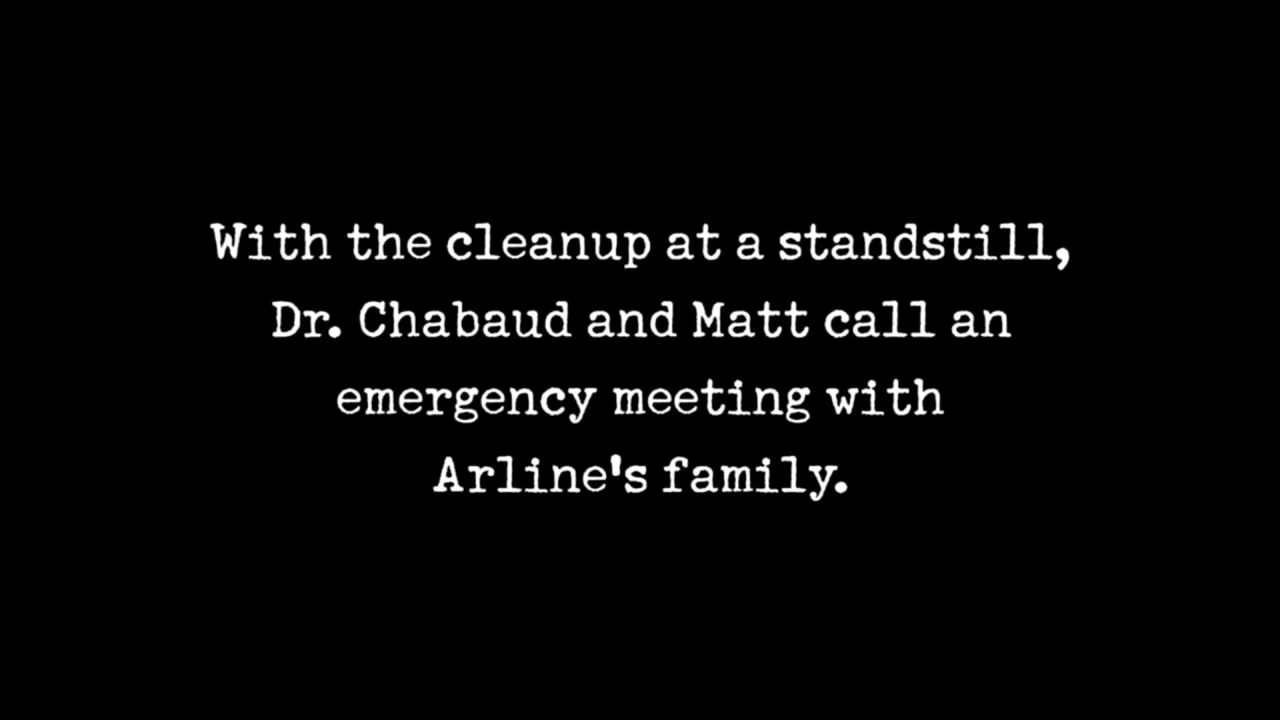 With the cleanup at a standstill,
Dr. Chabaud and Matt call an
emergency meeting with
Arline's family.